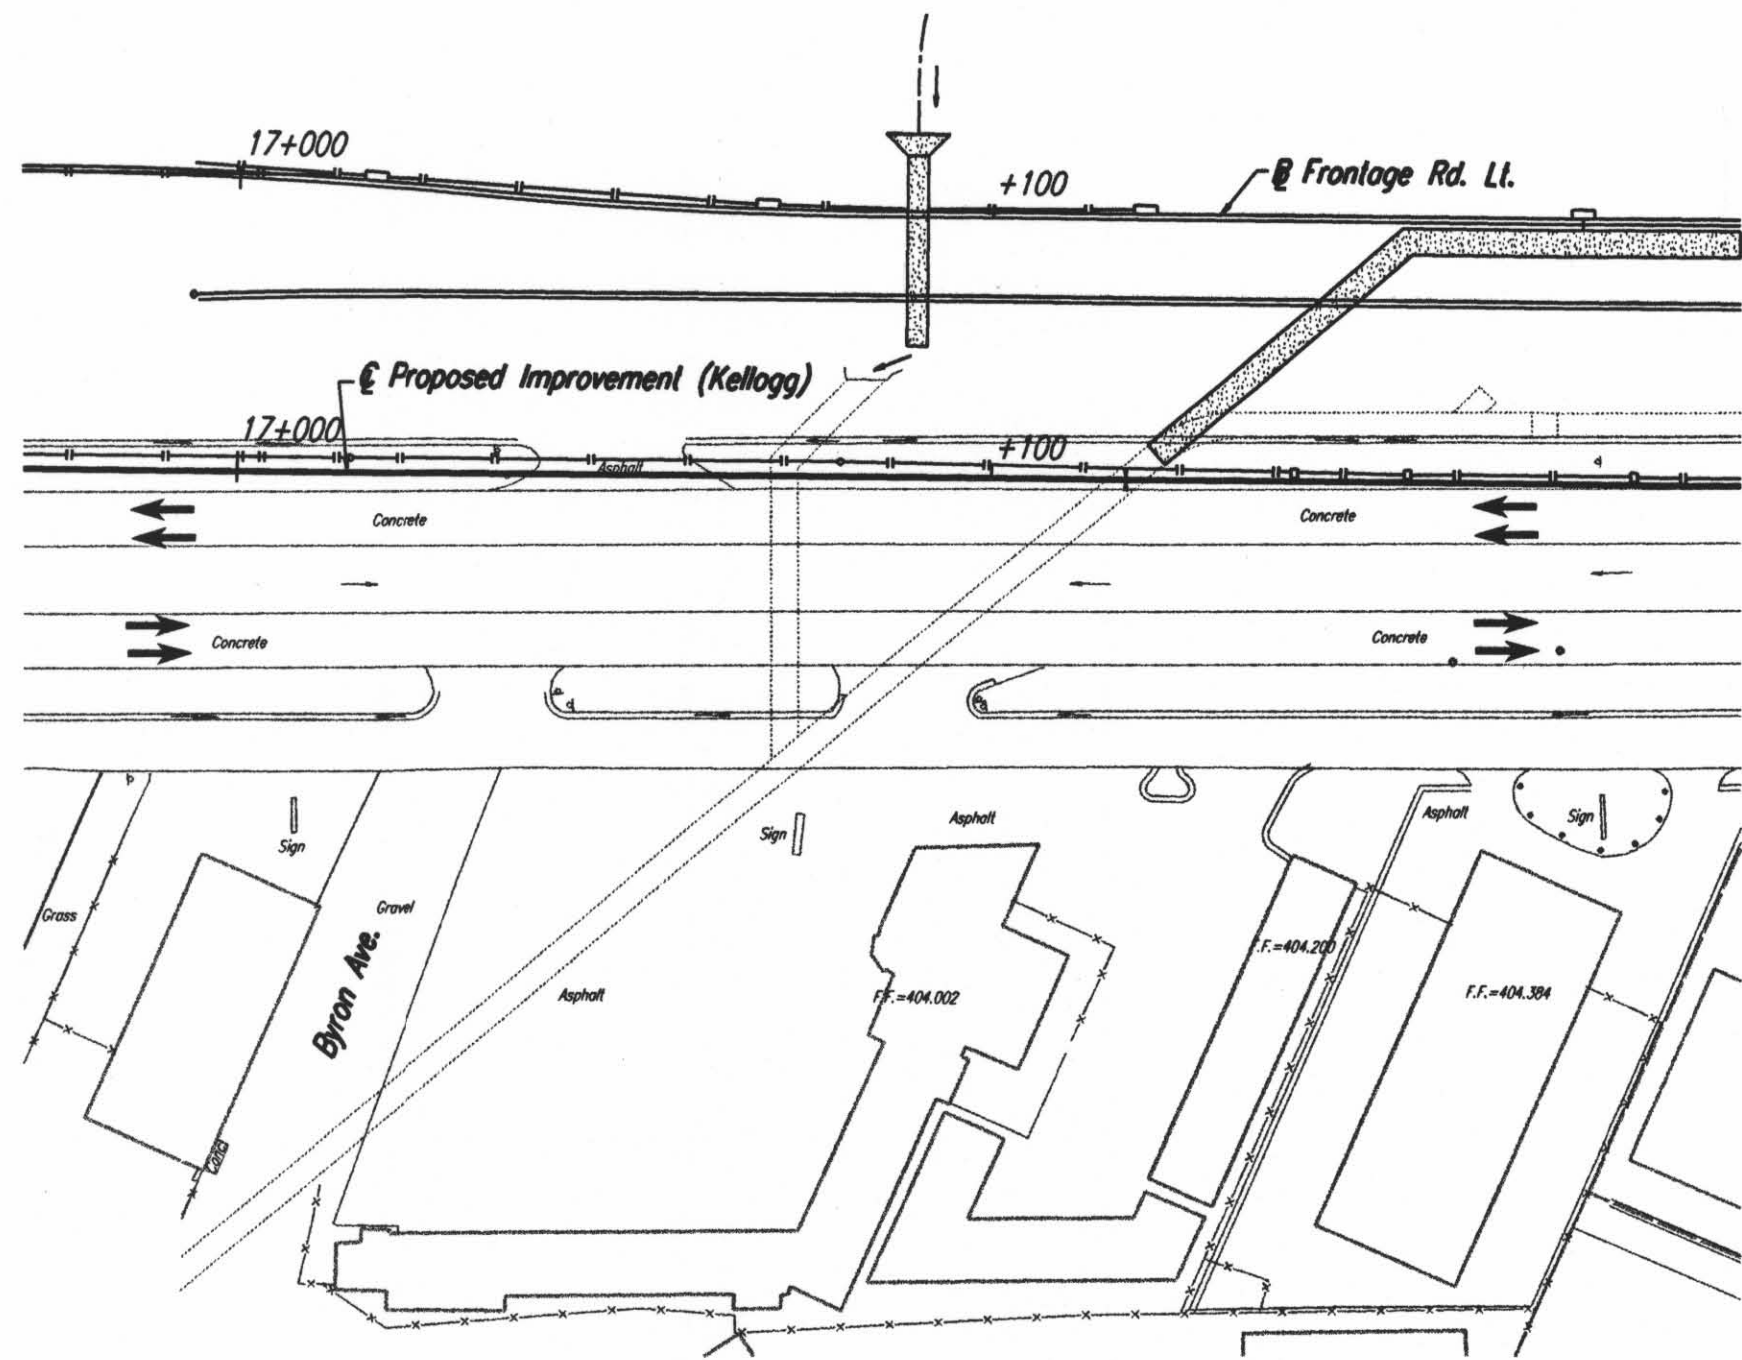 17+000
+100
℄ Frontage Rd. Lt.
℄ Proposed Improvement (Kellogg)
17+000
Asphalt
+100
Concrete
Concrete
Concrete
Concrete
Sign
Sign
Asphalt
Asphalt
Sign
Grass
Gravel
Byron Ave.
Asphalt
F.F.=404.002
F.F.=404.200
F.F.=404.384
Conc